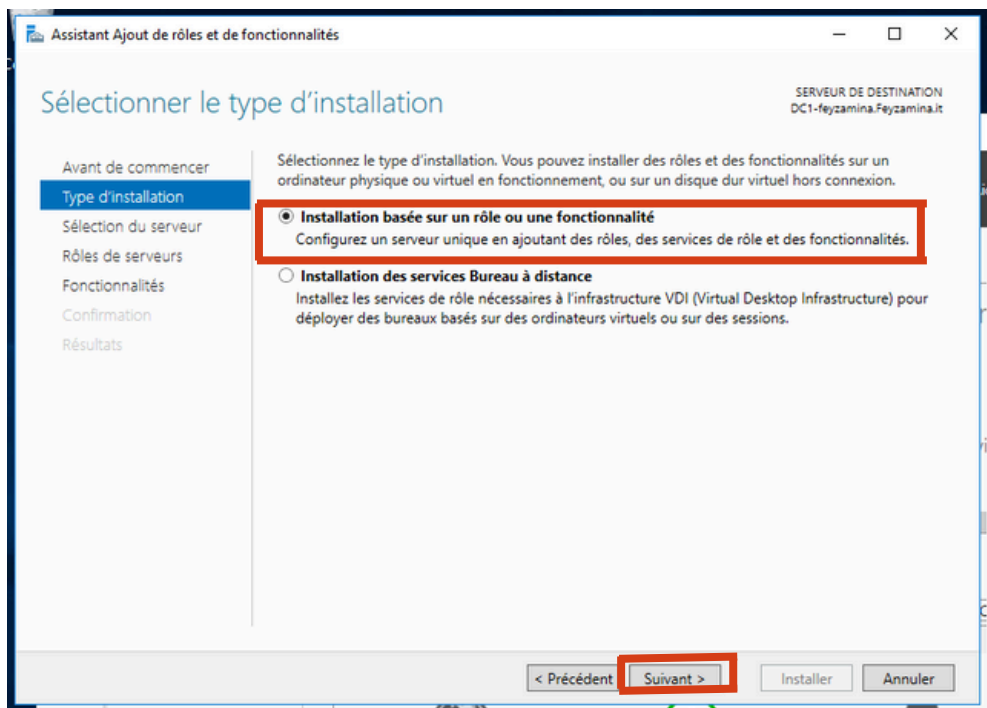 Assistant Ajout de rôles et de fonctionnalités
Sélectionner le type d'installation
SERVEUR DE DESTINATION
DC1-feyzamina.Feyzamina.it
Avant de commencer
Type d'installation
Sélection du serveur
Rôles de serveurs
Fonctionnalités
Confirmation
Résultats
Sélectionnez le type d'installation. Vous pouvez installer des rôles et des fonctionnalités sur un
ordinateur physique ou virtuel en fonctionnement, ou sur un disque dur virtuel hors connexion.
Installation basée sur un rôle ou une fonctionnalité
Configurez un serveur unique en ajoutant des rôles, des services de rôle et des fonctionnalités.
Installation des services Bureau à distance
Installez les services de rôle nécessaires à l'infrastructure VDI (Virtual Desktop Infrastructure) pour
déployer des bureaux basés sur des ordinateurs virtuels ou sur des sessions.
< Précédent
Suivant >
Installer
Annuler